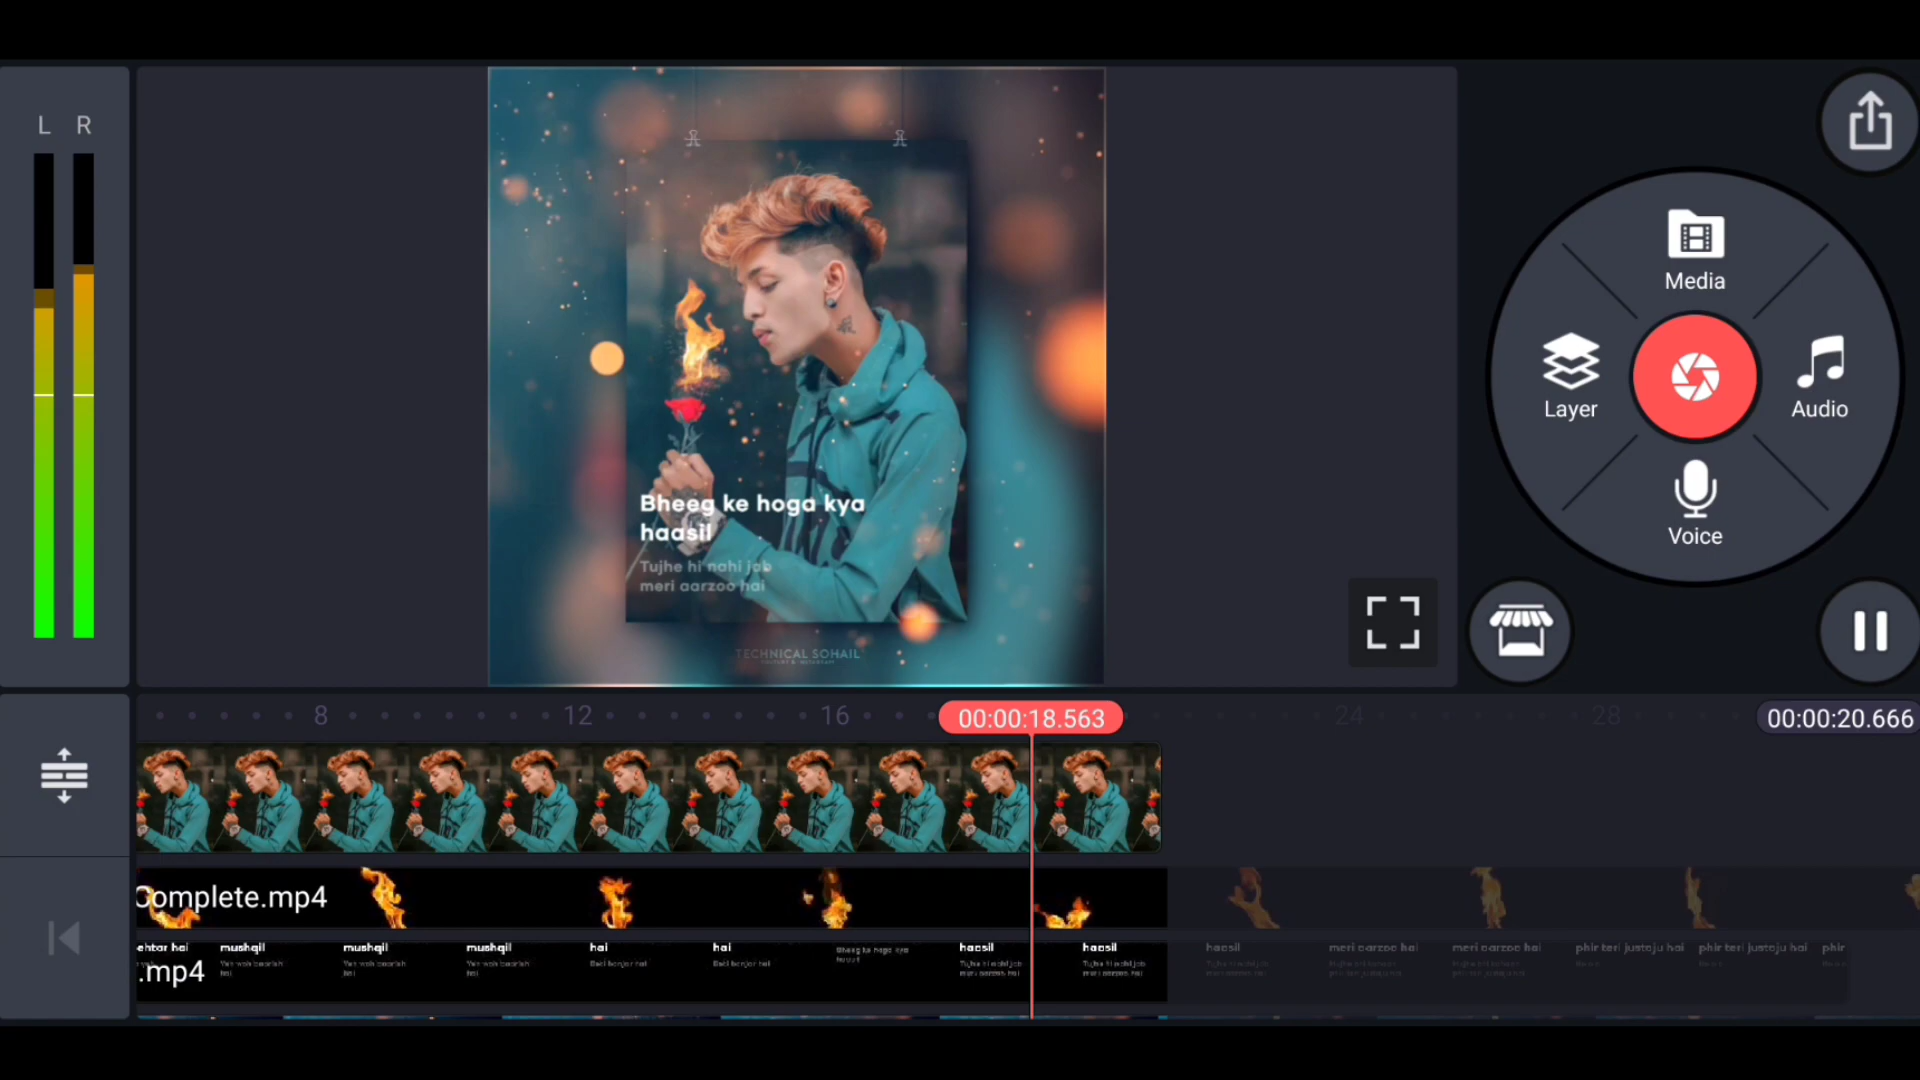 L R
Media
Layer
Audio
Voice
Bheeg ke hoga kya
haasil
Tujhe hi nahi jab
meri aarzoo hai
TECHNICAL SOHAIL
8 12 16 00:00:18.563 24 28 00:00:20.666
Complete.mp4
ehtar hai mushqil mushqil mushqil hai hai haasil haasil haasil meri aarzoo hai meri aarzoo hai phir teri justaju hai phir teri justaju hai phir
.mp4